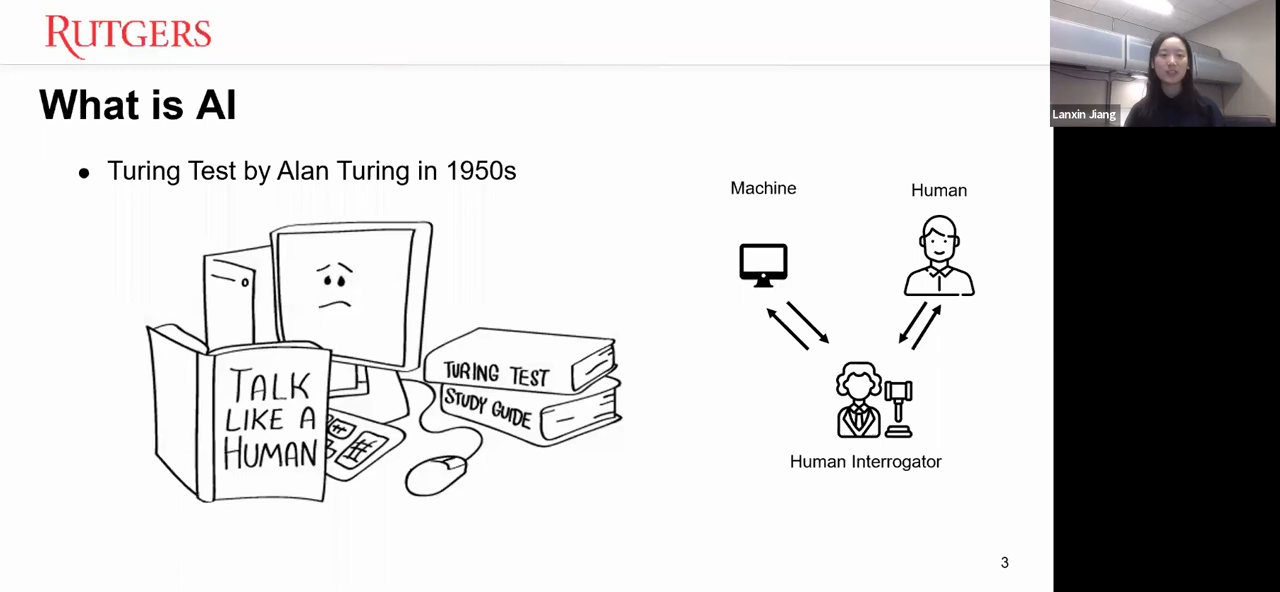 RUTGERS
What is AI
● Turing Test by Alan Turing in 1950s
TALK
LIKE A
HUMAN
TURING TEST
STUDY GUIDE
Machine
Human
Human Interrogator
3
Lanxin Jiang